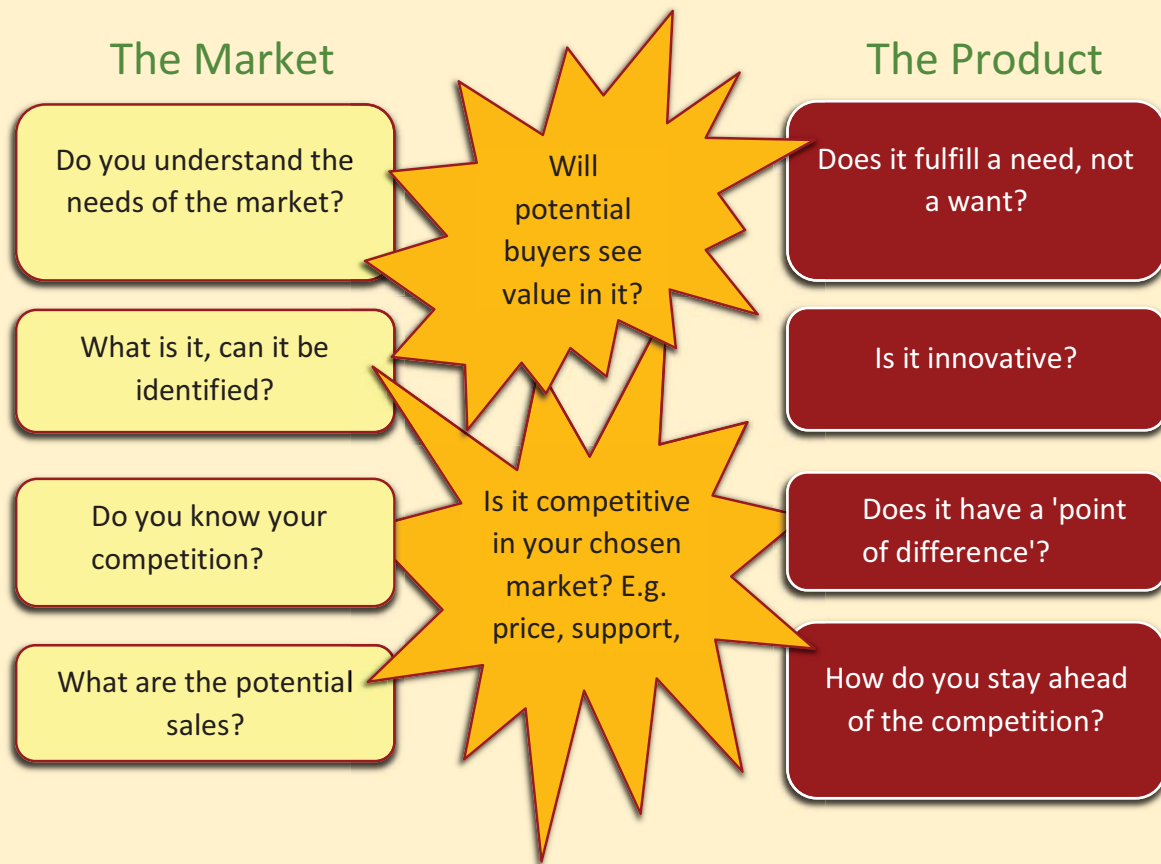 The Market
Do you understand the
needs of the market?
What is it, can it be
identified?
Do you know your
competition?
What are the potential
sales?
Will
potential
buyers see
value in it?
Is it competitive
in your chosen
market? E.g.
price, support,
The Product
Does it fulfill a need, not
a want?
Is it innovative?
Does it have a 'point
of difference'?
How do you stay ahead
of the competition?